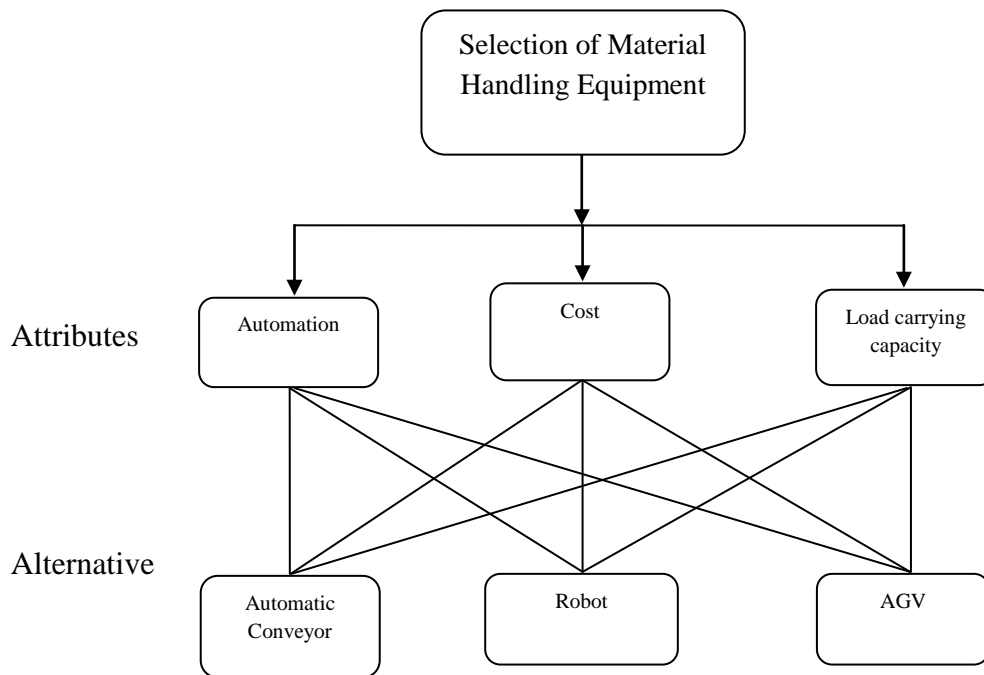 Selection of Material
Handling Equipment
Attributes
Automation
Cost
Load carrying
capacity
Alternative
Automatic
Conveyor
Robot
AGV